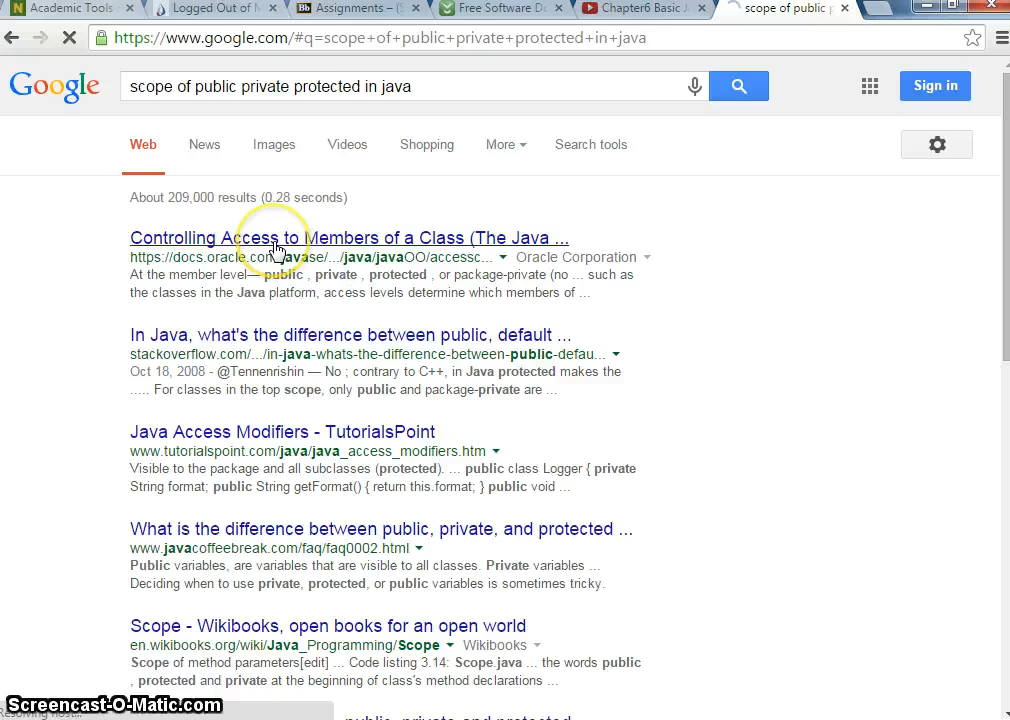 Academic Tools
Logged Out of M
Bb Assignments – (S
Free Software D
Chapter6 Basic J
scope of public p
https://www.google.com/#q=scope+of+public+private+protected+in+java
Google
scope of public private protected in java
Sign in
Web News Images Videos Shopping More Search tools
About 209,000 results (0.28 seconds)
Controlling Access to Members of a Class (The Java ...
https://docs.oracle.com/javase/.../java/javaOO/accessc... Oracle Corporation
At the member level—public , private , protected , or package-private (no ... such as
the classes in the Java platform, access levels determine which members of ...
In Java, what's the difference between public, default ...
stackoverflow.com/.../in-java-whats-the-difference-between-public-defau...
Oct 18, 2008 - @Tennenrishin — No ; contrary to C++, in Java protected makes the
..... For classes in the top scope, only public and package-private are ...
Java Access Modifiers - TutorialsPoint
www.tutorialspoint.com/java/java_access_modifiers.htm
Visible to the package and all subclasses (protected). ... public class Logger { private
String format; public String getFormat() { return this.format; } public void ...
What is the difference between public, private, and protected ...
www.javacoffeebreak.com/faq/faq0002.html
Public variables, are variables that are visible to all classes. Private variables ...
Deciding when to use private, protected, or public variables is sometimes tricky.
Scope - Wikibooks, open books for an open world
en.wikibooks.org/wiki/Java_Programming/Scope Wikibooks
Scope of method parameters[edit] ... Code listing 3.14: Scope.java ... the words public
, protected and private at the beginning of class's method declarations ...
Screencast-O-Matic.com
public, private and protected